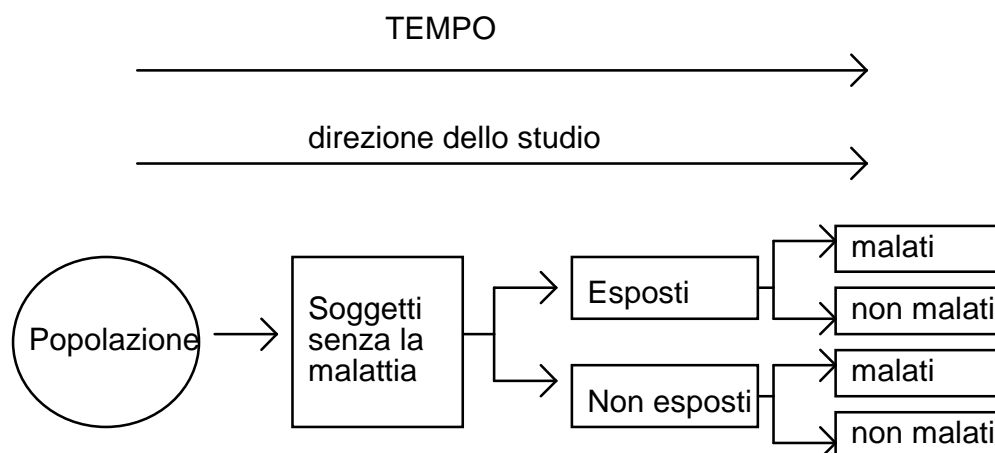 TEMPO
direzione dello studio
Popolazione
Soggetti
senza la
malattia
Esposti
Non esposti
malati
non malati
malati
non malati